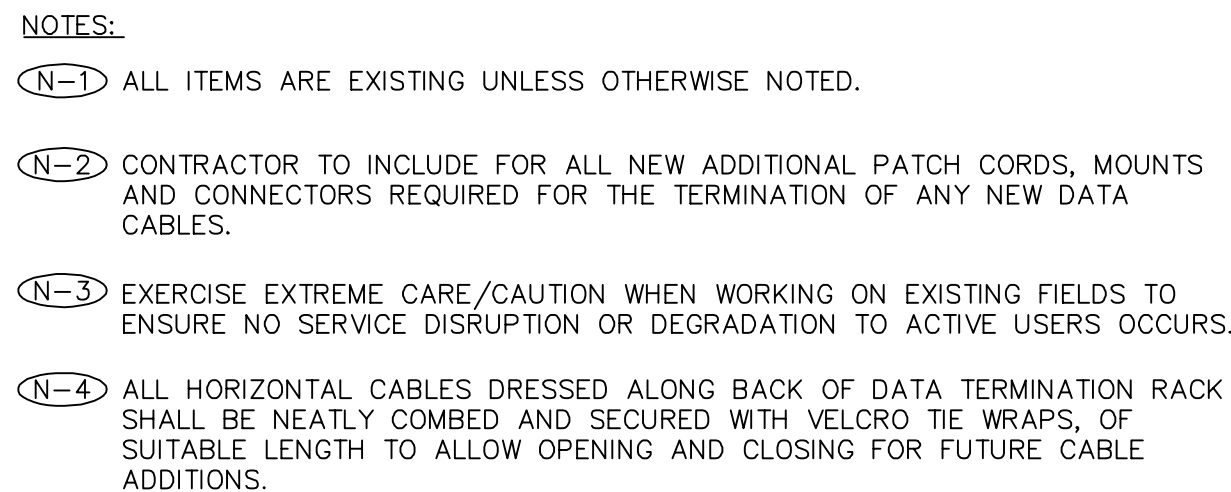 NOTES:
N-1 ALL ITEMS ARE EXISTING UNLESS OTHERWISE NOTED.
N-2 CONTRACTOR TO INCLUDE FOR ALL NEW ADDITIONAL PATCH CORDS, MOUNTS
AND CONNECTORS REQUIRED FOR THE TERMINATION OF ANY NEW DATA
CABLES.
N-3 EXERCISE EXTREME CARE/CAUTION WHEN WORKING ON EXISTING FIELDS TO
ENSURE NO SERVICE DISRUPTION OR DEGRADATION TO ACTIVE USERS OCCURS.
N-4 ALL HORIZONTAL CABLES DRESSED ALONG BACK OF DATA TERMINATION RACK
SHALL BE NEATLY COMBED AND SECURED WITH VELCRO TIE WRAPS, OF
SUITABLE LENGTH TO ALLOW OPENING AND CLOSING FOR FUTURE CABLE
ADDITIONS.